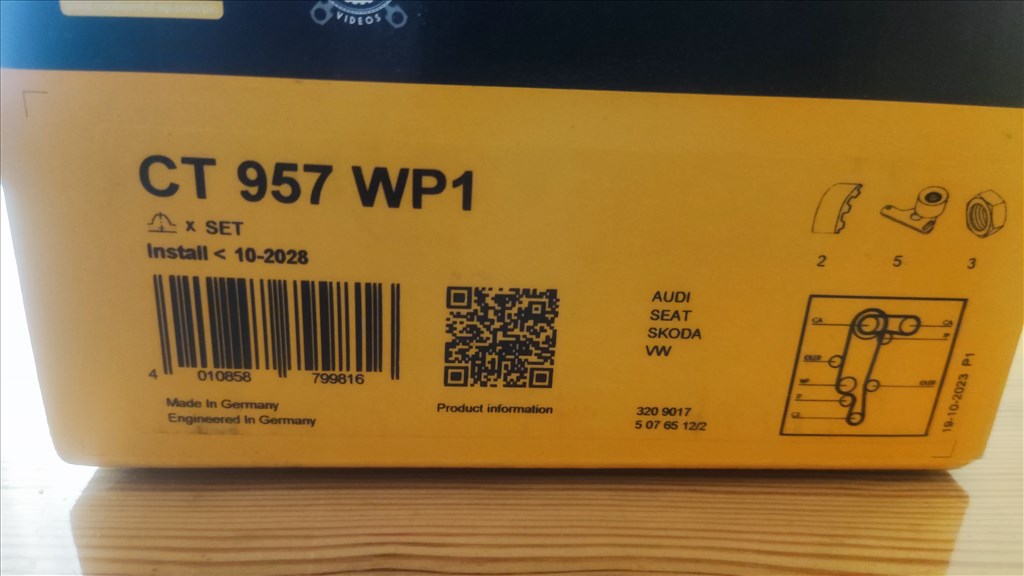 VIDEOS
CT 957 WP1
x SET
Install < 10-2028
4 010858 799816
Made In Germany
Engineered In Germany
Product information
AUDI
SEAT
SKODA
VW
320 9017
5 07 65 12/2
2 5 3
19-10-2023 P1